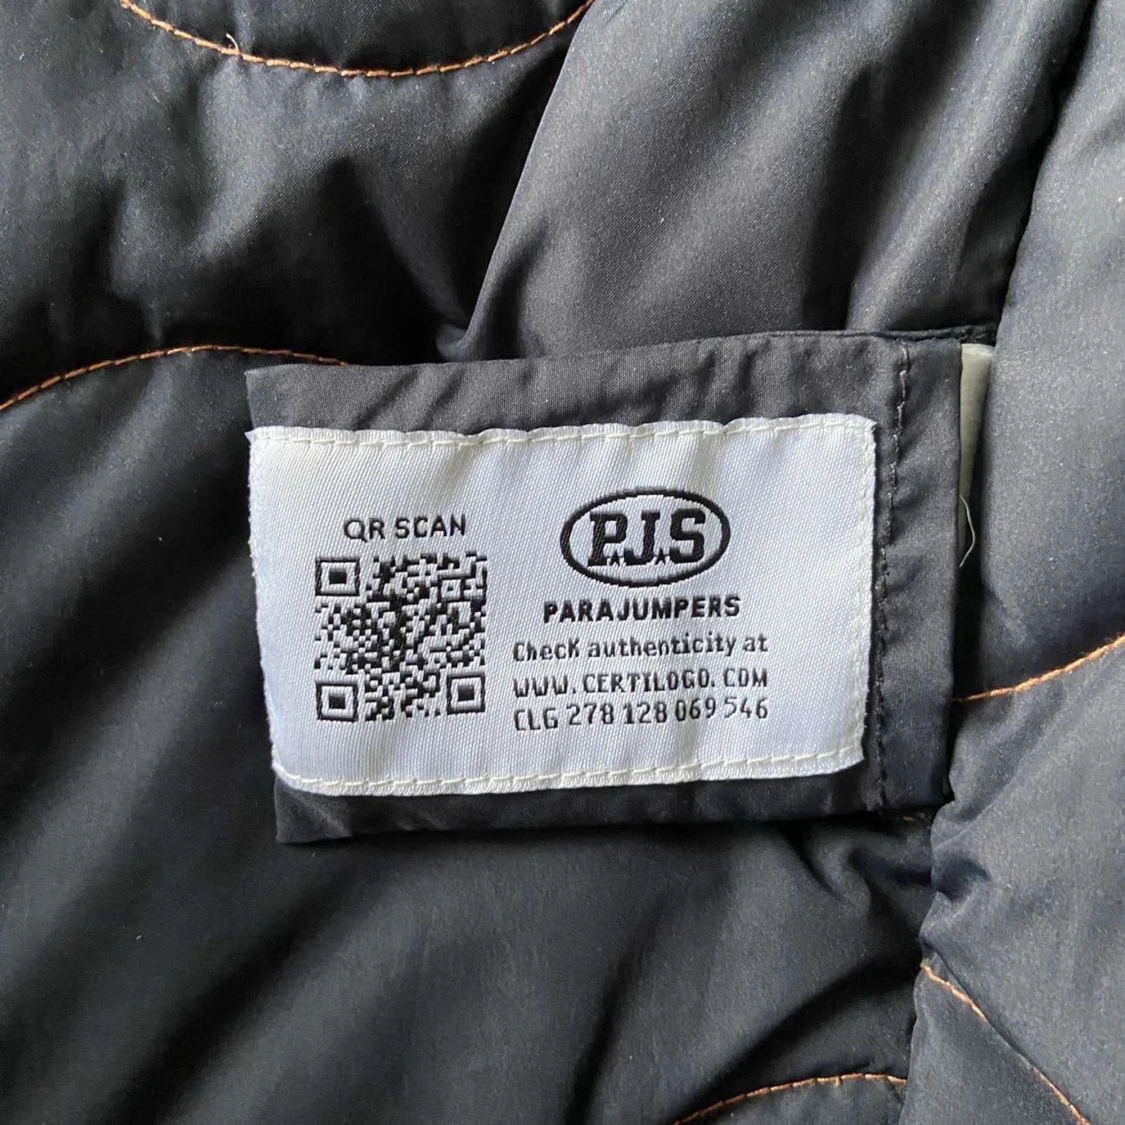 QR SCAN
P.J.S
PARAJUMPERS
Check authenticity at
WWW.CERTILOGO.COM
CLG 278 128 069 546